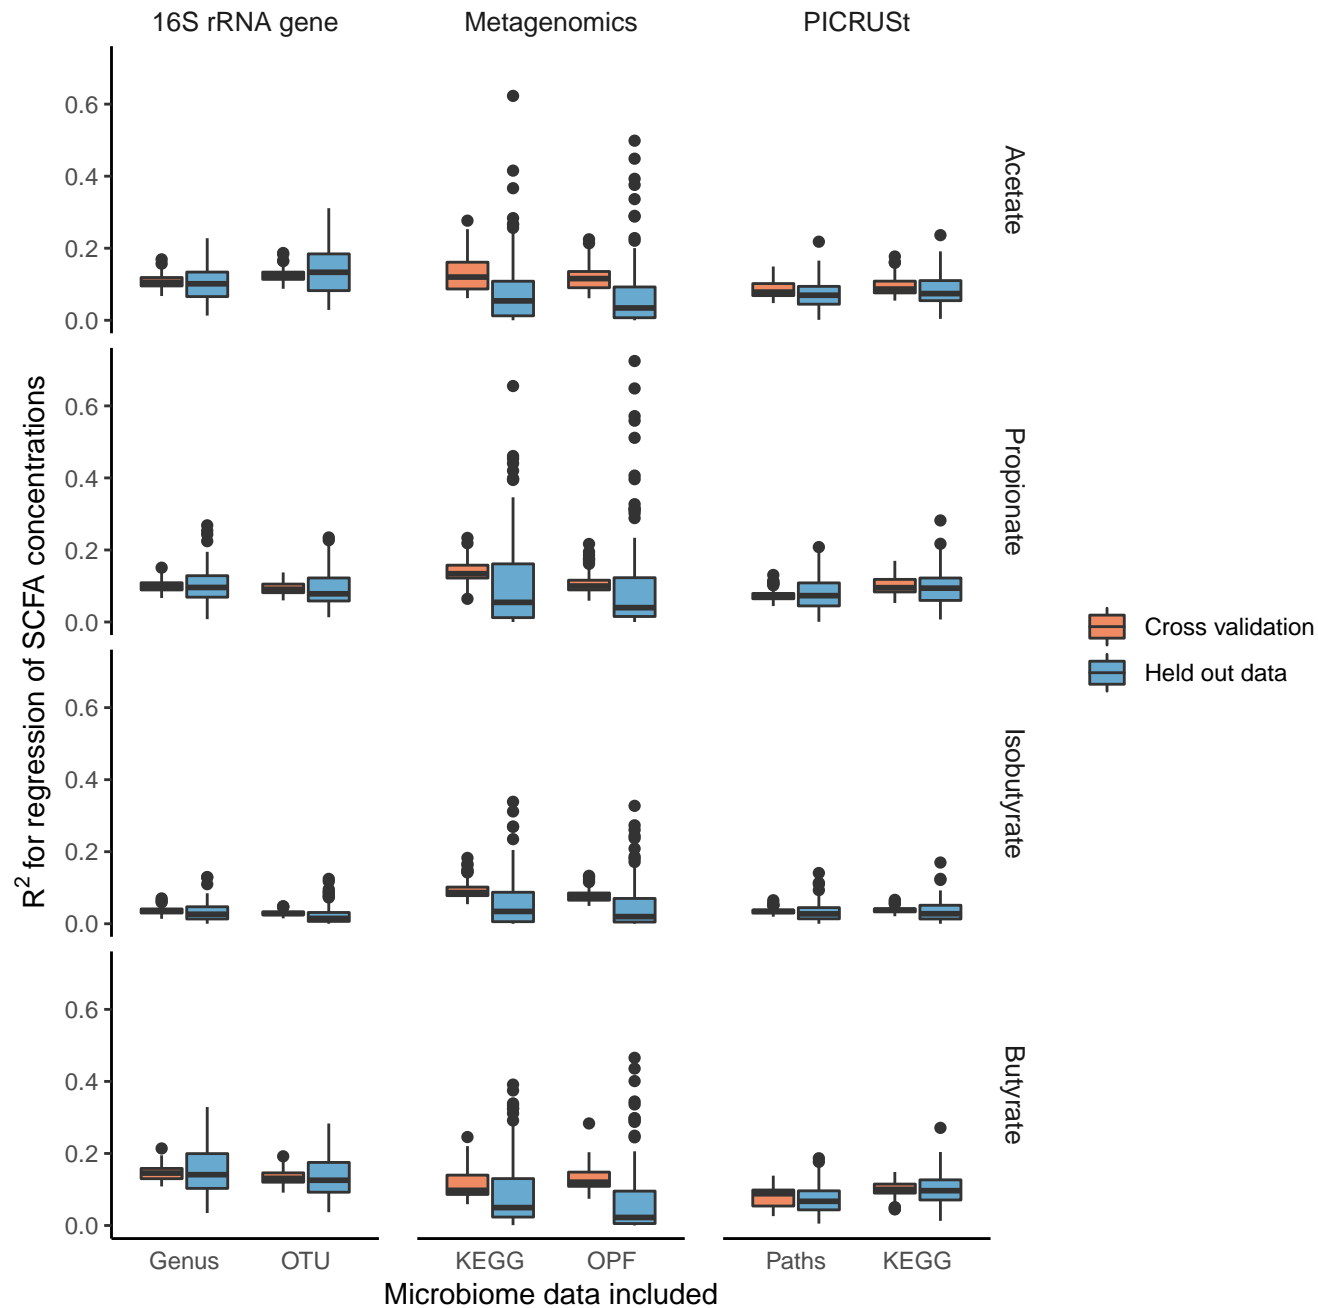 16S rRNA gene
Metagenomics
PICRUSt
R² for regression of SCFA concentrations
0.6
0.4
0.2
0.0
Acetate
0.6
0.4
0.2
0.0
Propionate
0.6
0.4
0.2
0.0
Isobutyrate
0.6
0.4
0.2
0.0
Butyrate
Genus
OTU
KEGG
OPF
Paths
KEGG
Microbiome data included
Cross validation
Held out data